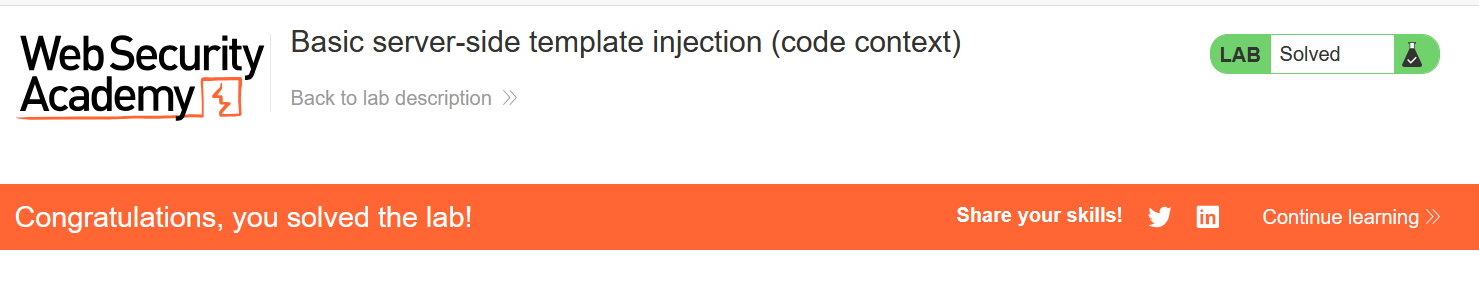 Web Security
Academy
Basic server-side template injection (code context)
Back to lab description
LAB Solved
Congratulations, you solved the lab!
Share your skills!
Continue learning